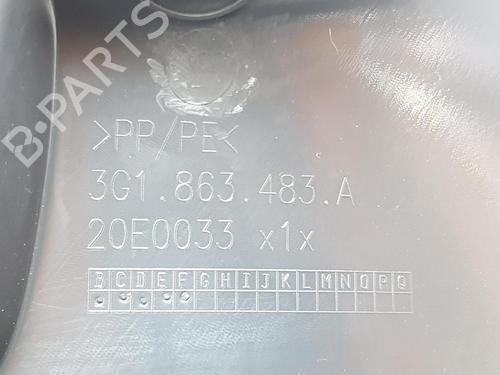 B-PARTS
>PP/PE<
3G1.863.483.A
20E0033 x1x
B C D E F G H I J K L M N O P Q